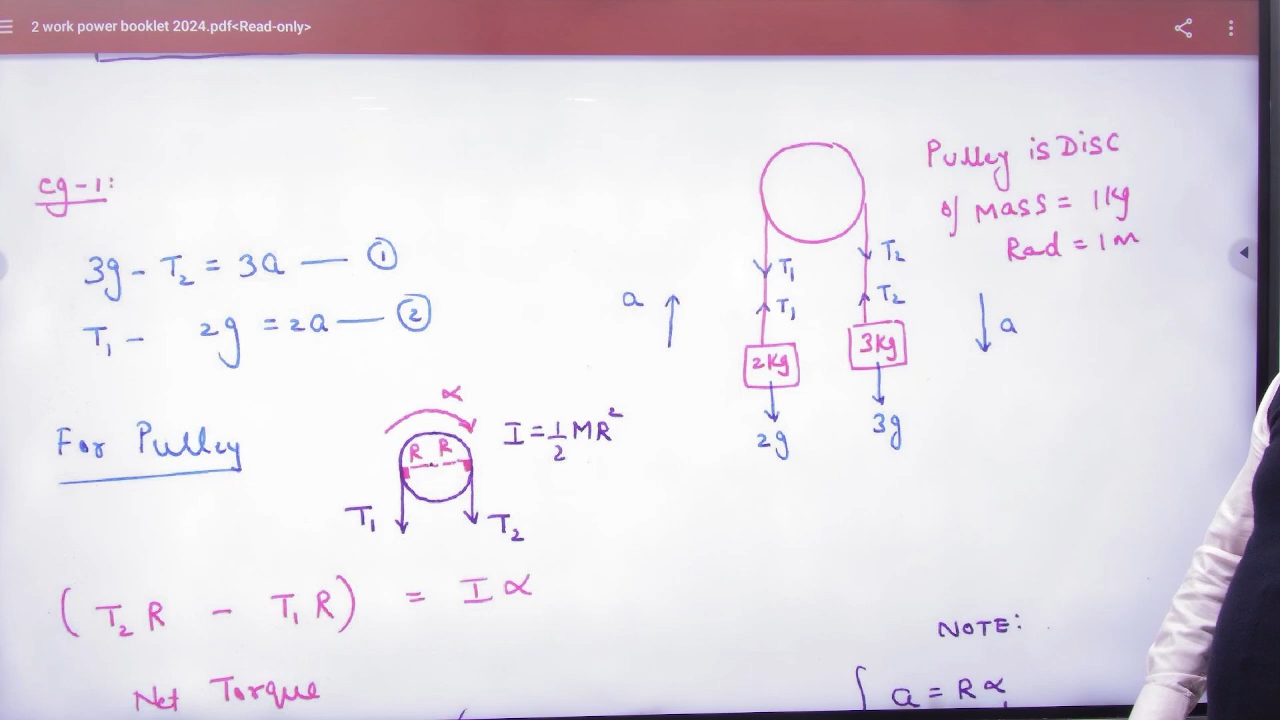 2 work power booklet 2024.pdf<Read-only>
eg-1:
3g - T₂ = 3a — ①
T₁ - 2g = 2a — ②
For Pulley
α
R R
I = 1/2 MR²
T₁ T₂
(T₂R - T₁R) = Iα
Net Torque
Pulley is Disc
of Mass = 1kg
Rad = 1m
T₁ T₂
T₁ T₂
a a
2kg 3kg
2g 3g
NOTE:
a = Rα